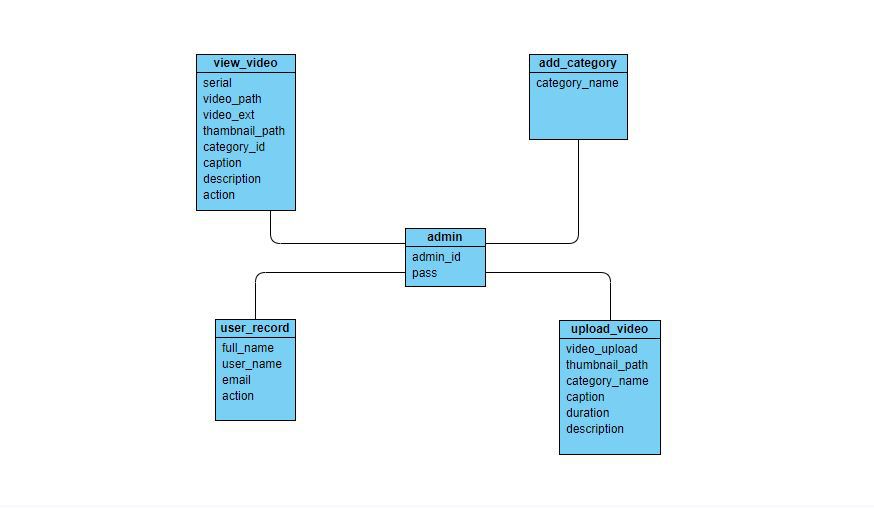 view_video
serial
video_path
video_ext
thambnail_path
category_id
caption
description
action
add_category
category_name
admin
admin_id
pass
user_record
full_name
user_name
email
action
upload_video
video_upload
thumbnail_path
category_name
caption
duration
description